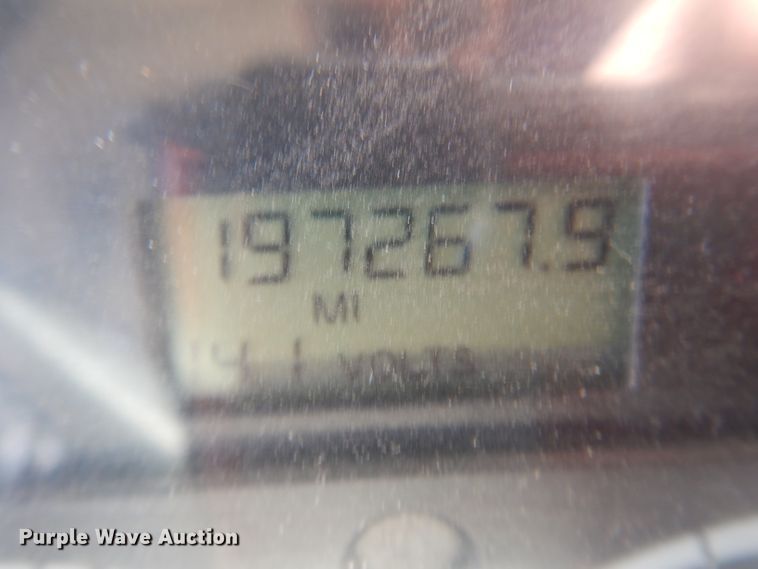 197267.9
MI
14.1 VOLTS
Purple Wave Auction